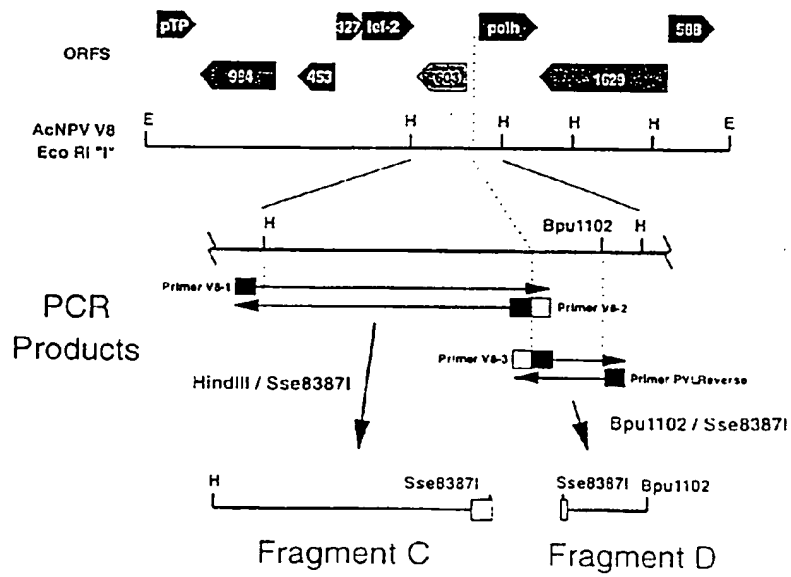 pTP
327
lef-2
polh
588
ORFS
984
453
603
1629
AcNPV V8
Eco RI "I"
E H H H H E
H Bpu1102 H
PCR
Products
Primer V8-1
Primer V8-2
Primer V8-3
Primer PVLReverse
HindIII / Sse8387I
Bpu1102 / Sse8387I
H Sse8387I
Sse8387I Bpu1102
Fragment C
Fragment D